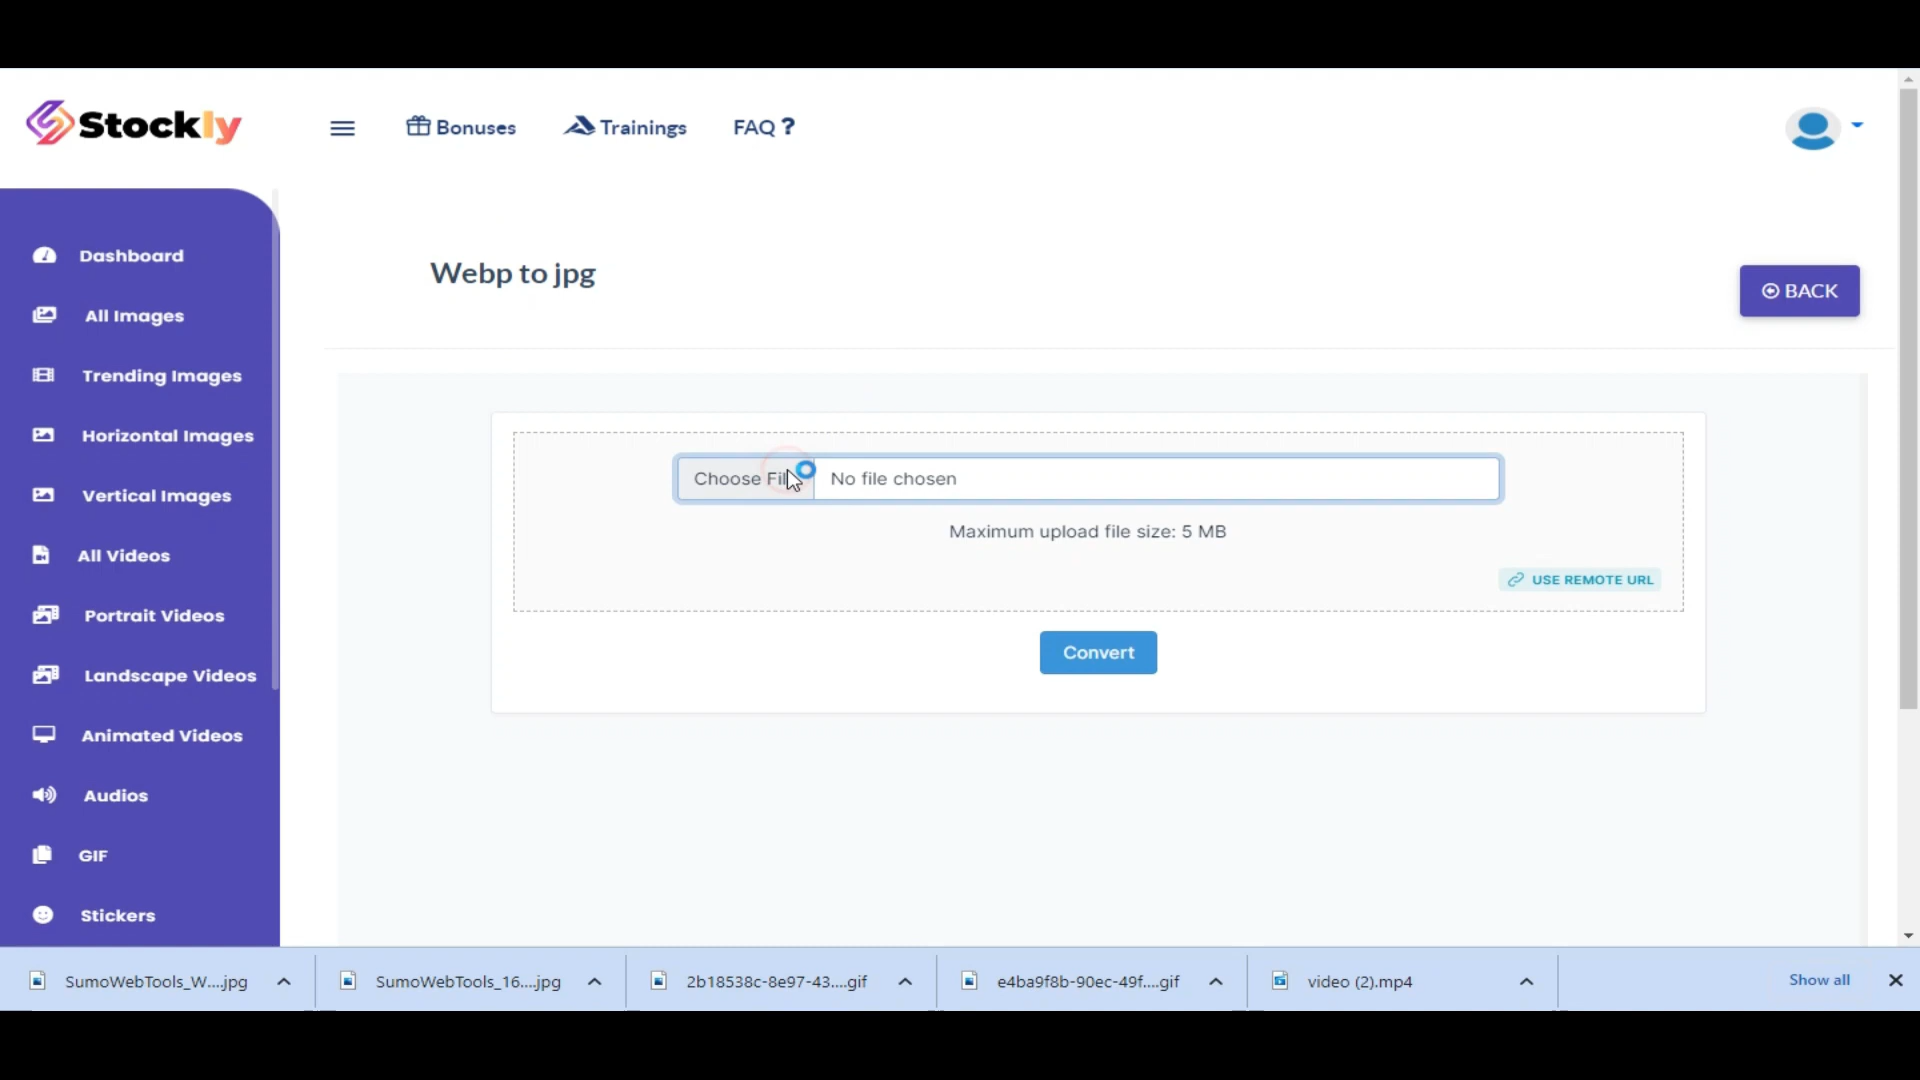 Stockly
Bonuses
Trainings
FAQ ?
Dashboard
All Images
Trending Images
Horizontal Images
Vertical Images
All Videos
Portrait Videos
Landscape Videos
Animated Videos
Audios
GIF
Stickers
Webp to jpg
BACK
Choose Fil
No file chosen
Maximum upload file size: 5 MB
USE REMOTE URL
Convert
SumoWebTools_W....jpg
SumoWebTools_16....jpg
2b18538c-8e97-43....gif
e4ba9f8b-90ec-49f....gif
video (2).mp4
Show all